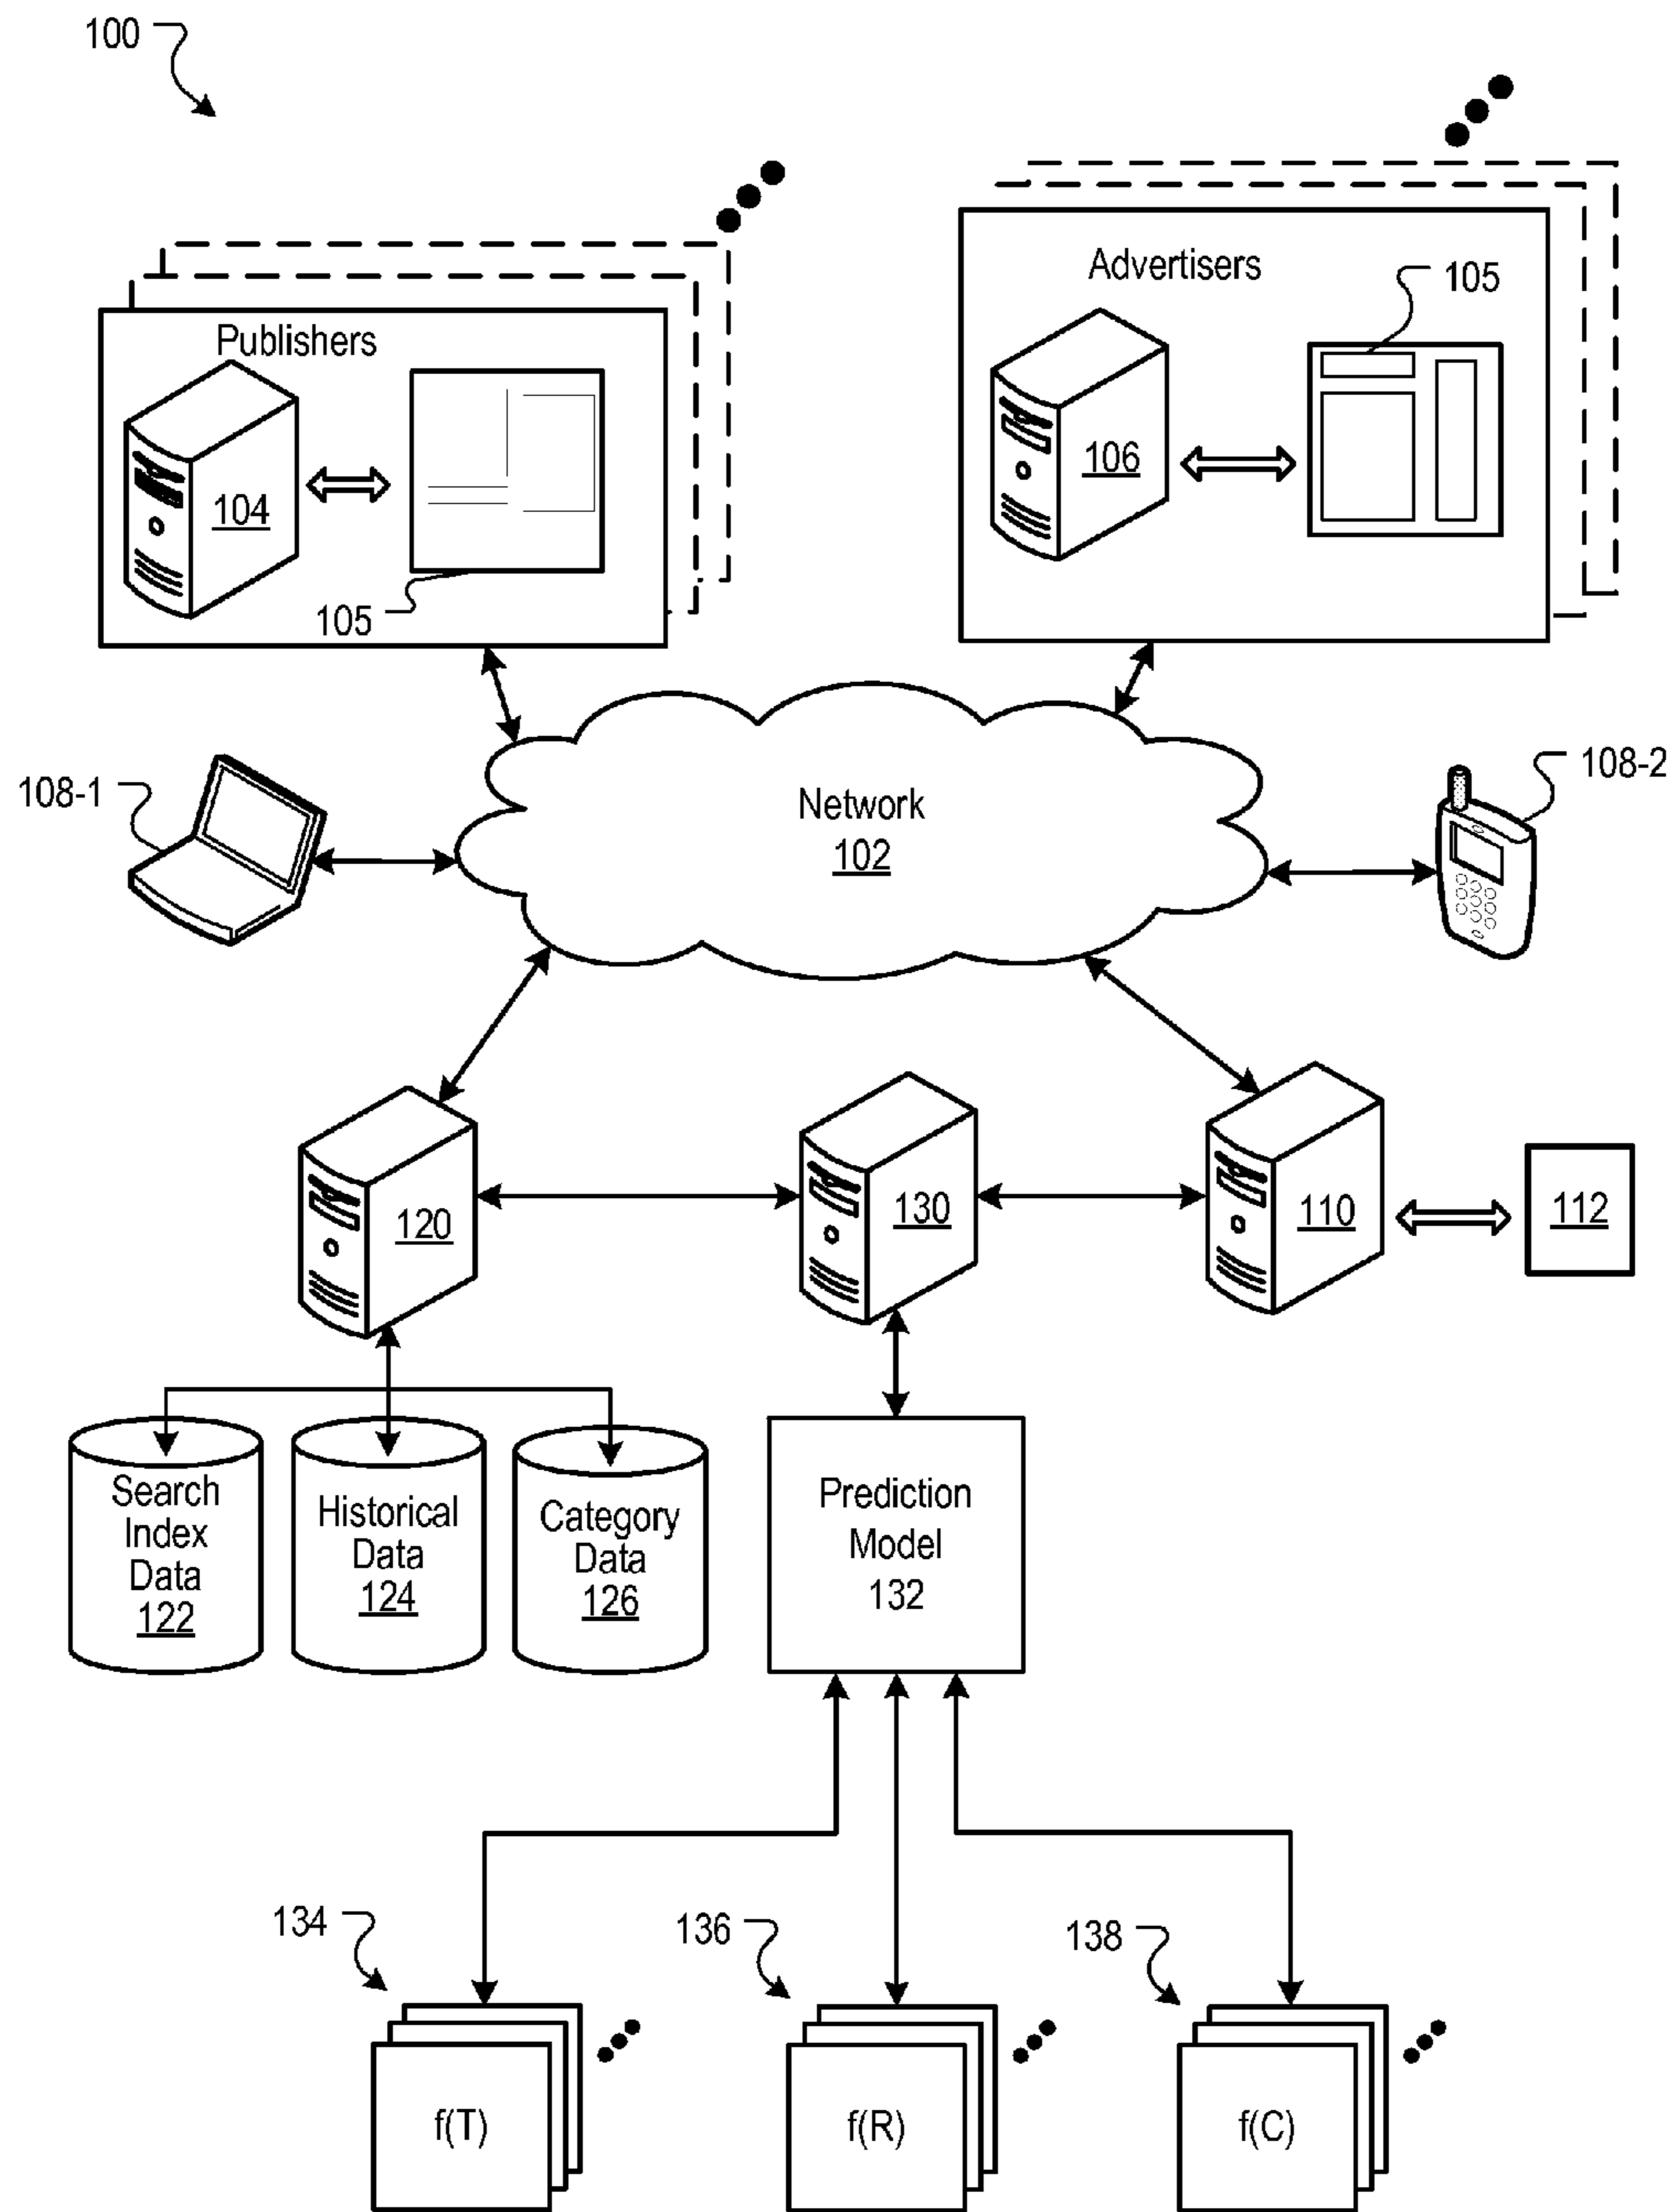 100
Publishers
104
105
Advertisers
105
106
108-1
Network
102
108-2
120
130
110
112
Search
Index
Data
122
Historical
Data
124
Category
Data
126
Prediction
Model
132
134
136
138
f(T)
f(R)
f(C)